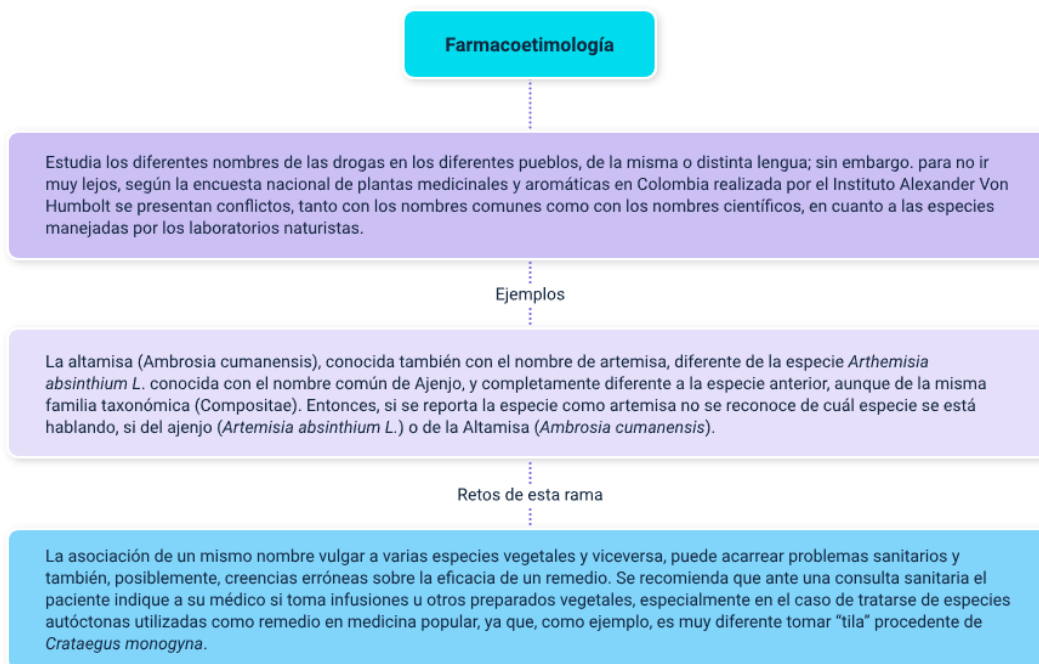 Farmacoetimología
Estudia los diferentes nombres de las drogas en los diferentes pueblos, de la misma o distinta lengua; sin embargo. para no ir
muy lejos, según la encuesta nacional de plantas medicinales y aromáticas en Colombia realizada por el Instituto Alexander Von
Humbolt se presentan conflictos, tanto con los nombres comunes como con los nombres científicos, en cuanto a las especies
manejadas por los laboratorios naturistas.
Ejemplos
La altamisa (Ambrosia cumanensis), conocida también con el nombre de artemisa, diferente de la especie Arthemisia
absinthium L. conocida con el nombre común de Ajenjo, y completamente diferente a la especie anterior, aunque de la misma
familia taxonómica (Compositae). Entonces, si se reporta la especie como artemisa no se reconoce de cuál especie se está
hablando, si del ajenjo (Artemisia absinthium L.) o de la Altamisa (Ambrosia cumanensis).
Retos de esta rama
La asociación de un mismo nombre vulgar a varias especies vegetales y viceversa, puede acarrear problemas sanitarios y
también, posiblemente, creencias erróneas sobre la eficacia de un remedio. Se recomienda que ante una consulta sanitaria el
paciente indique a su médico si toma infusiones u otros preparados vegetales, especialmente en el caso de tratarse de especies
autóctonas utilizadas como remedio en medicina popular, ya que, como ejemplo, es muy diferente tomar “tila” procedente de
Crataegus monogyna.